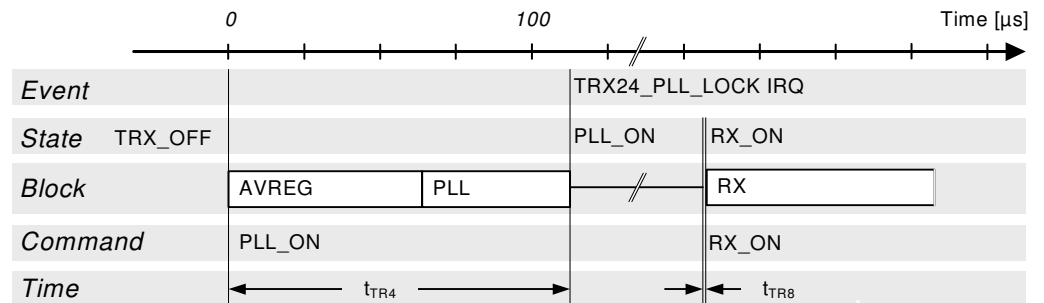 0 100 Time [µs]
Event TRX24_PLL_LOCK IRQ
State TRX_OFF PLL_ON RX_ON
Block AVREG PLL RX
Command PLL_ON RX_ON
Time tTR4 tTR8